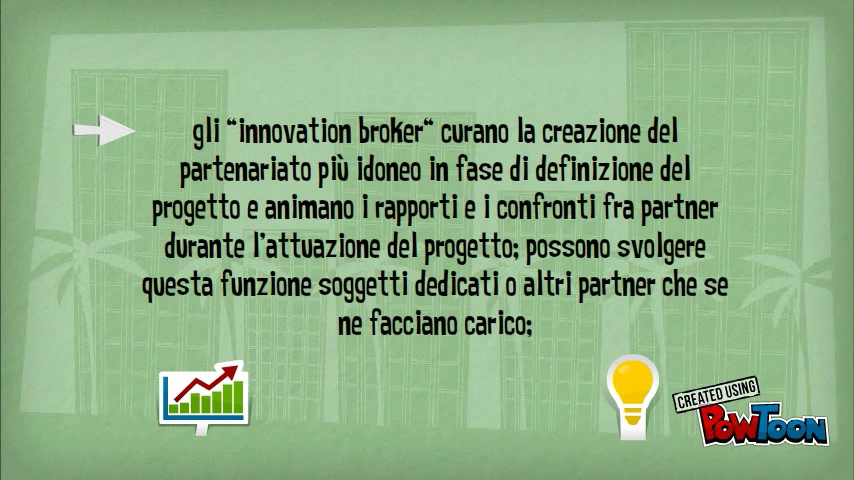 gli “innovation broker“ curano la creazione del
partenariato più idoneo in fase di definizione del
progetto e animano i rapporti e i confronti fra partner
durante l'attuazione del progetto; possono svolgere
questa funzione soggetti dedicati o altri partner che se
ne facciano carico;
CREATED USING
POWTOON